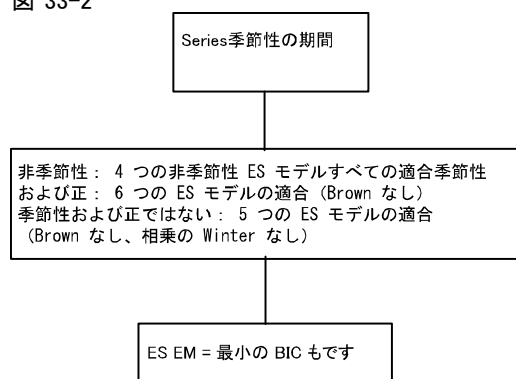 図 33-2
Series季節性の期間
非季節性： 4 つの非季節性 ES モデルすべての適合季節性
および正： 6 つの ES モデルの適合（Brown なし）
季節性および正ではない： 5 つの ES モデルの適合
（Brown なし、相乗の Winter なし）
ES EM = 最小の BIC もです